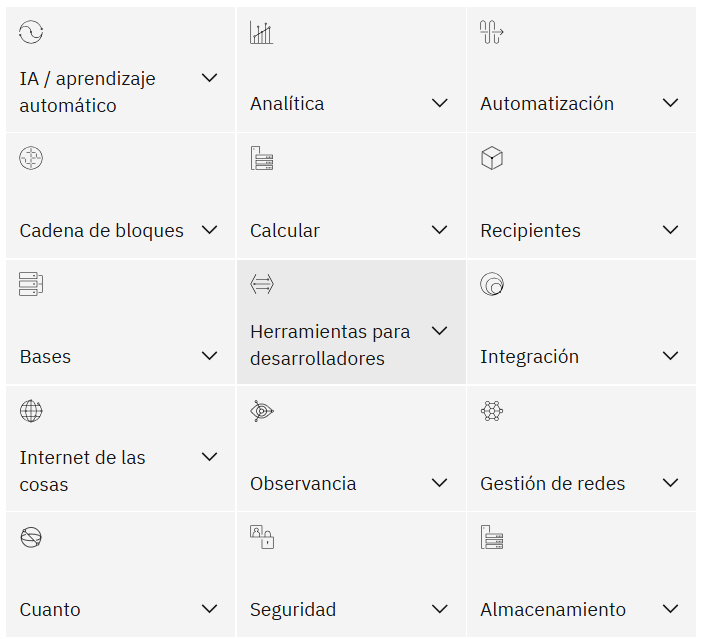 IA / aprendizaje
automático
Analítica
Automatización
Cadena de bloques
Calcular
Recipientes
Bases
Herramientas para
desarrolladores
Integración
Internet de las
cosas
Observancia
Gestión de redes
Cuanto
Seguridad
Almacenamiento